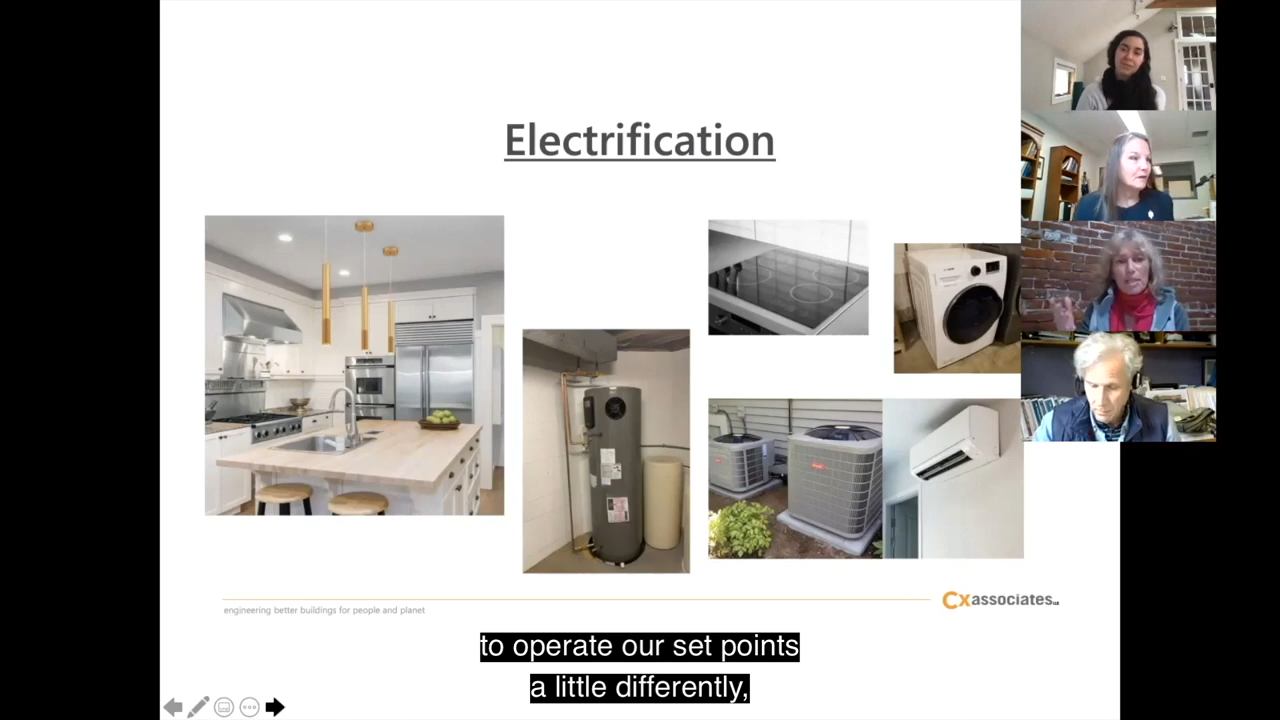 Electrification
engineering better buildings for people and planet
Cxassociates
to operate our set points
a little differently,